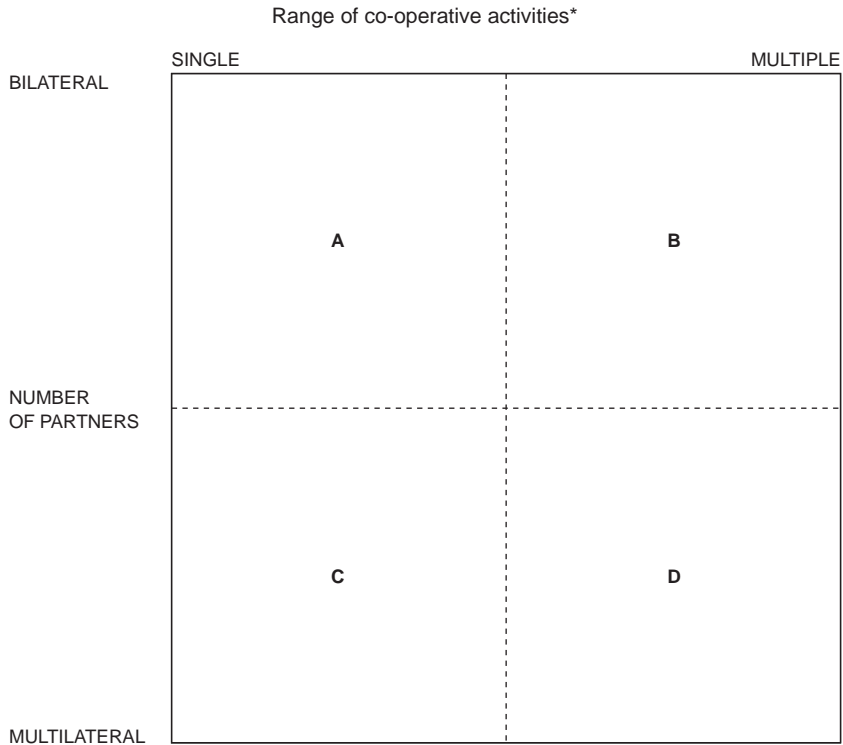 Range of co-operative activities*
SINGLE
MULTIPLE
BILATERAL
A
B
NUMBER
OF PARTNERS
C
D
MULTILATERAL